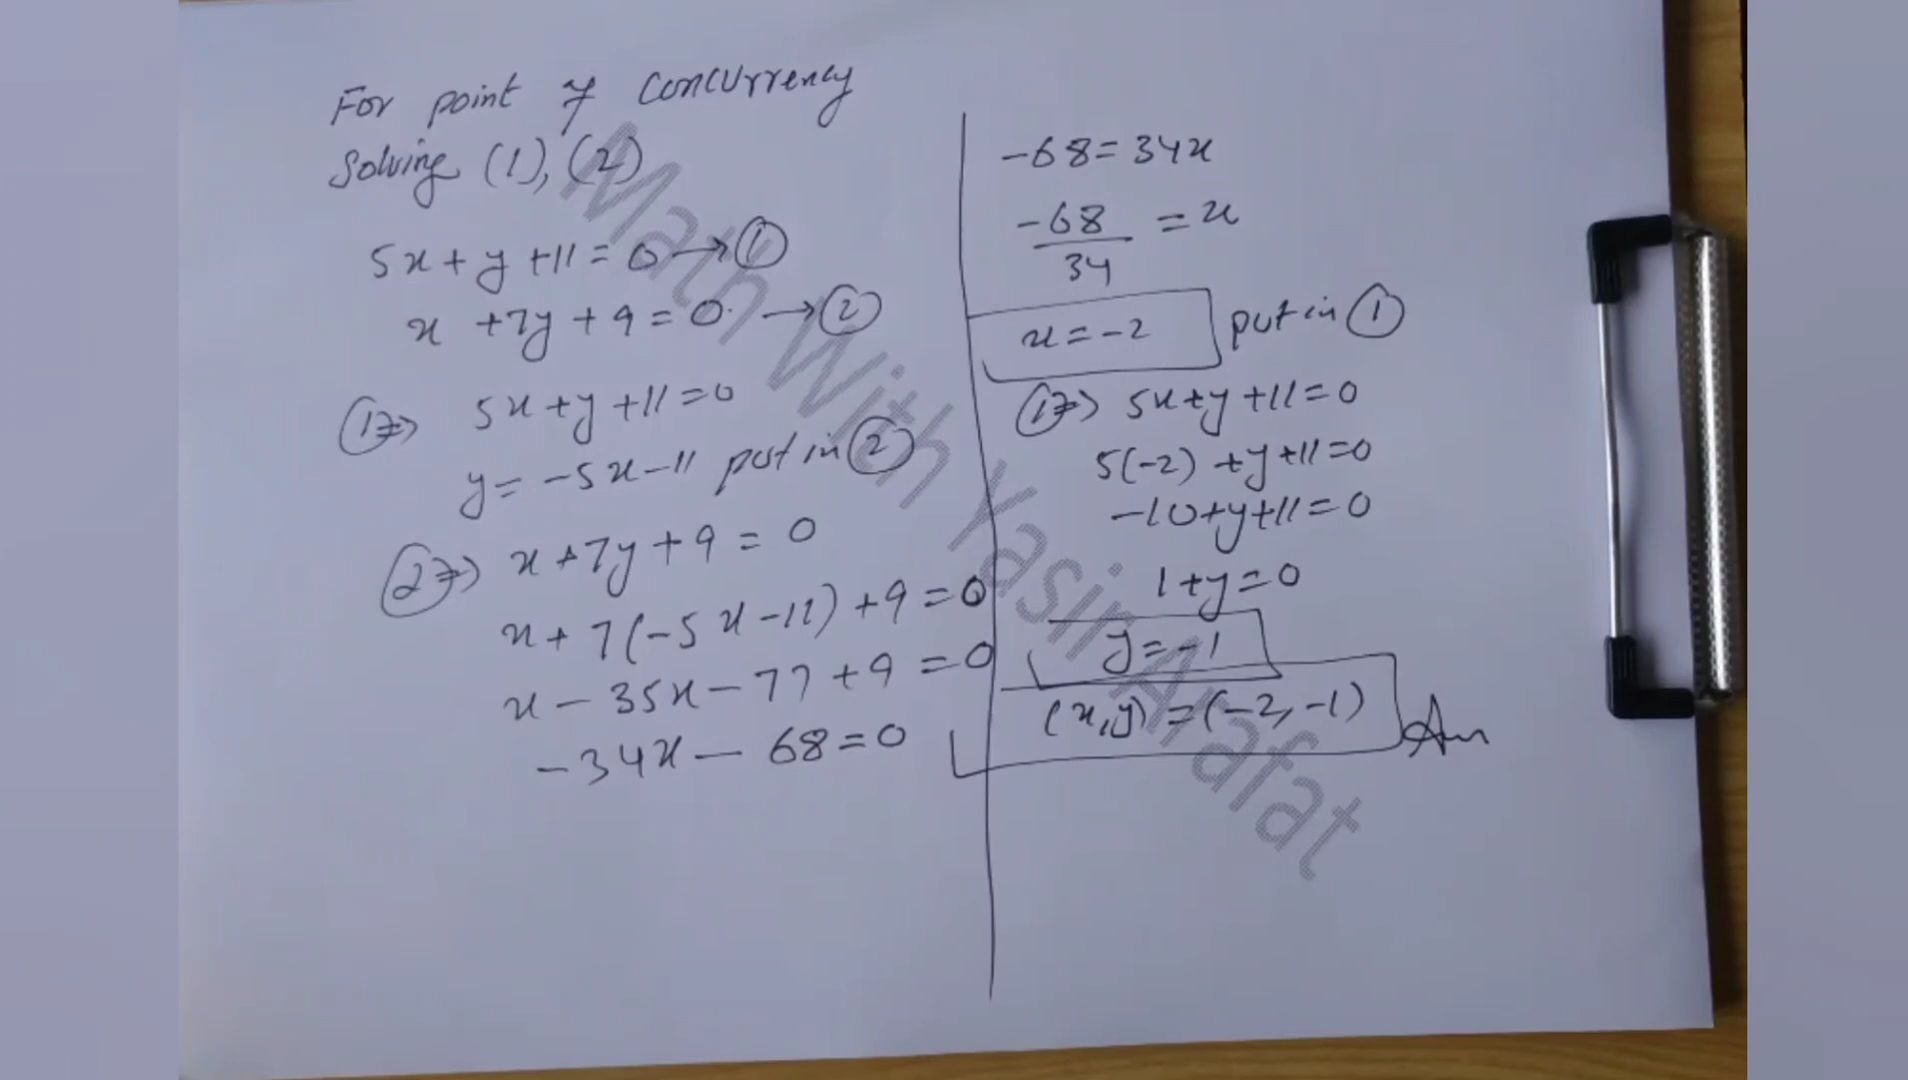 For point of concurrency
Solving (1), (2)
5x + y + 11 = 0 → ①
x + 7y + 9 = 0. → ②
①⇒ 5x + y + 11 = 0
y = -5x - 11 put in ②
②⇒ x + 7y + 9 = 0
x + 7(-5x - 11) + 9 = 0
x - 35x - 77 + 9 = 0
-34x - 68 = 0
-68 = 34x
-68/34 = x
x = -2 put in ①
①⇒ 5x + y + 11 = 0
5(-2) + y + 11 = 0
-10 + y + 11 = 0
1 + y = 0
y = -1
(x, y) = (-2, -1) An
Math With Yasir Arafat